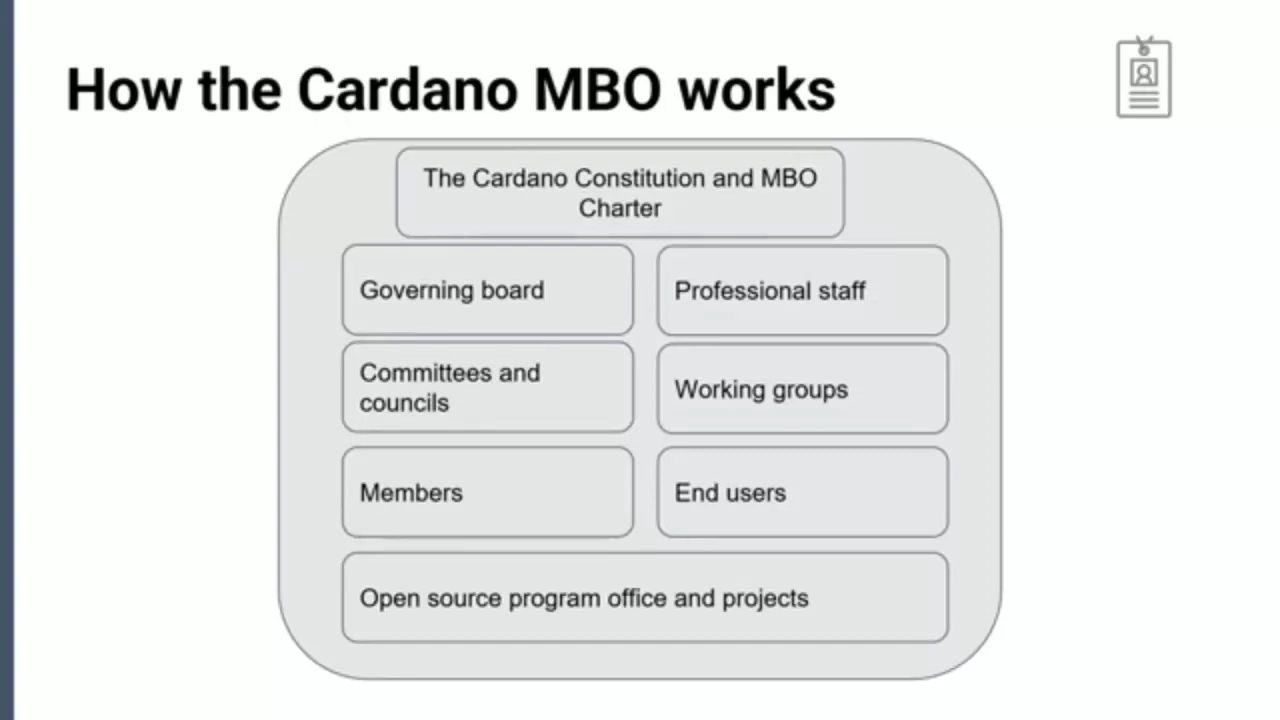 How the Cardano MBO works
The Cardano Constitution and MBO
Charter
Governing board
Professional staff
Committees and
councils
Working groups
Members
End users
Open source program office and projects